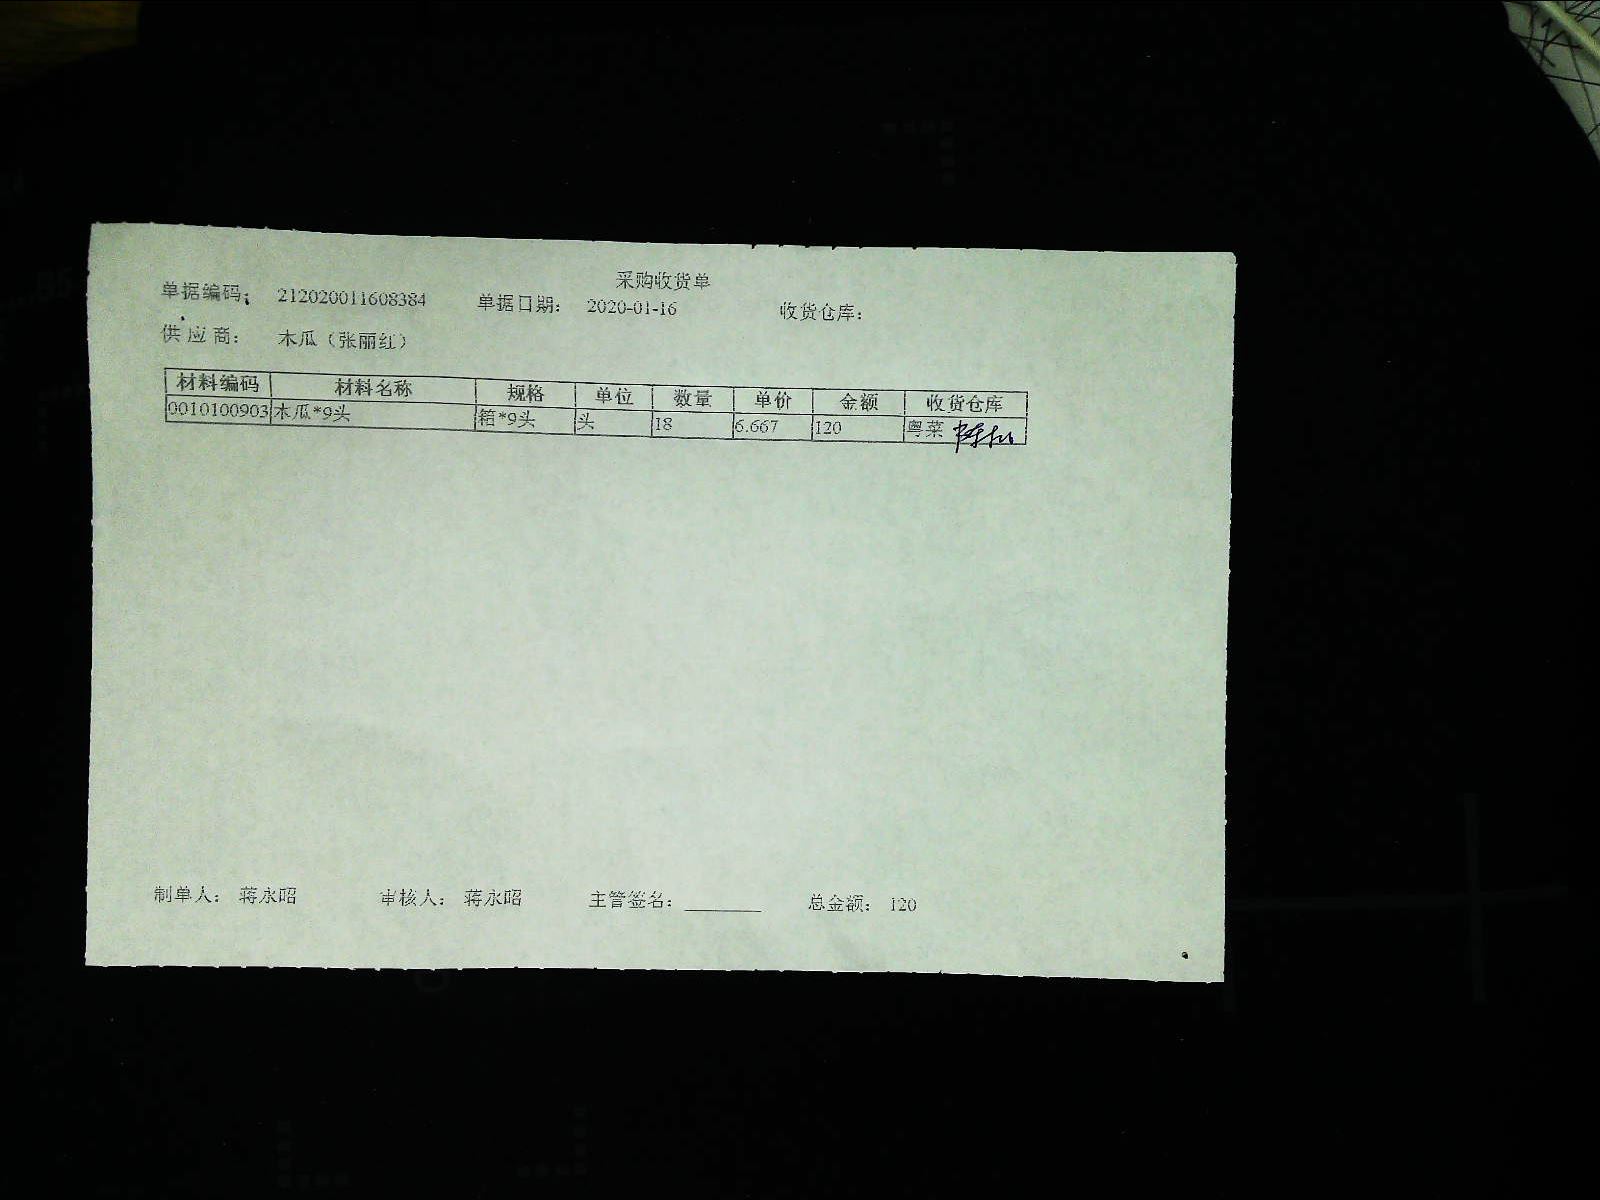 采购收货单
单据编码： 212020011608384 单据日期： 2020-01-16 收货仓库：
供 应 商： 木瓜（张丽红）
材料编码 材料名称 规格 单位 数量 单价 金额 收货仓库
0010100903 木瓜*9头 箱*9头 头 18 6.667 120 粤菜
制单人： 蒋永昭 审核人： 蒋永昭 主管签名： ________ 总金额： 120